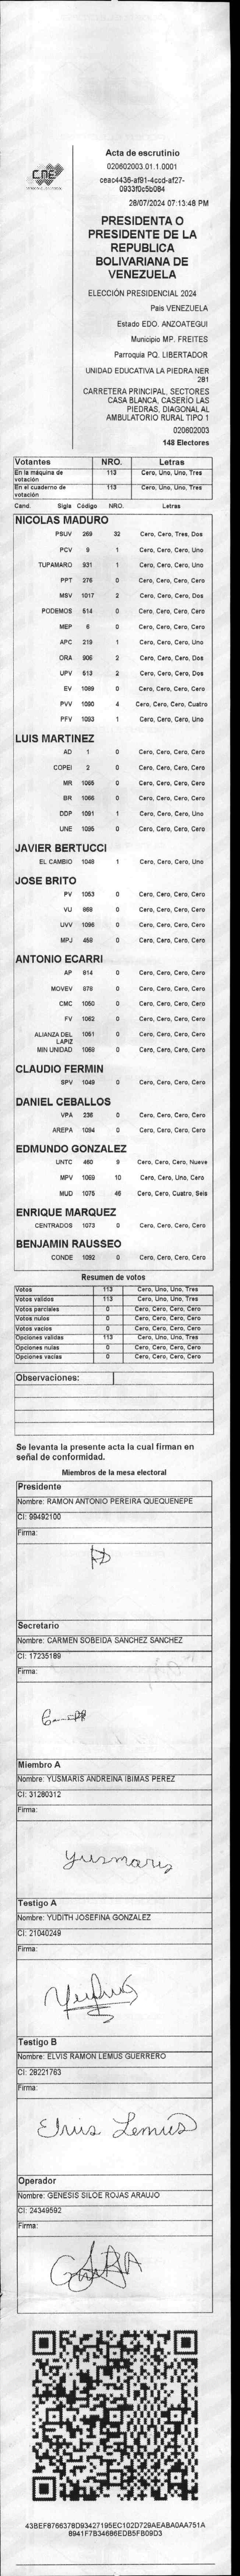 CNE
Acta de escrutinio
020602003.01.1.0001
ceac4436-af91-4ccd-af27-
0933f0c5b084
28/07/2024 07:13:48 PM
PRESIDENTA O
PRESIDENTE DE LA
REPUBLICA
BOLIVARIANA DE
VENEZUELA
ELECCIÓN PRESIDENCIAL 2024
País VENEZUELA
Estado EDO. ANZOATEGUI
Municipio MP. FREITES
Parroquia PQ. LIBERTADOR
UNIDAD EDUCATIVA LA PIEDRA NER
281
CARRETERA PRINCIPAL, SECTORES
CASA BLANCA, CASERÍO LAS
PIEDRAS, DIAGONAL AL
AMBULATORIO RURAL TIPO 1
020602003
148 Electores
Votantes NRO. Letras
En la máquina de votación 113 Cero, Uno, Uno, Tres
En el cuaderno de votación 113 Cero, Uno, Uno, Tres
Cand. Sigla Código NRO. Letras
NICOLAS MADURO
PSUV 269 32 Cero, Cero, Tres, Dos
PCV 9 1 Cero, Cero, Cero, Uno
TUPAMARO 931 1 Cero, Cero, Cero, Uno
PPT 276 0 Cero, Cero, Cero, Cero
MSV 1017 2 Cero, Cero, Cero, Dos
PODEMOS 514 0 Cero, Cero, Cero, Cero
MEP 6 0 Cero, Cero, Cero, Cero
APC 219 1 Cero, Cero, Cero, Uno
ORA 906 2 Cero, Cero, Cero, Dos
UPV 513 2 Cero, Cero, Cero, Dos
EV 1099 0 Cero, Cero, Cero, Cero
PVV 1090 4 Cero, Cero, Cero, Cuatro
PFV 1093 1 Cero, Cero, Cero, Uno
LUIS MARTINEZ
AD 1 0 Cero, Cero, Cero, Cero
COPEI 2 0 Cero, Cero, Cero, Cero
MR 1065 0 Cero, Cero, Cero, Cero
BR 1066 0 Cero, Cero, Cero, Cero
DDP 1091 1 Cero, Cero, Cero, Uno
UNE 1095 0 Cero, Cero, Cero, Cero
JAVIER BERTUCCI
EL CAMBIO 1048 1 Cero, Cero, Cero, Uno
JOSE BRITO
PV 1053 0 Cero, Cero, Cero, Cero
VU 868 0 Cero, Cero, Cero, Cero
UVV 1096 0 Cero, Cero, Cero, Cero
MPJ 458 0 Cero, Cero, Cero, Cero
ANTONIO ECARRI
AP 814 0 Cero, Cero, Cero, Cero
MOVEV 878 0 Cero, Cero, Cero, Cero
CMC 1050 0 Cero, Cero, Cero, Cero
FV 1062 0 Cero, Cero, Cero, Cero
ALIANZA DEL LAPIZ 1051 0 Cero, Cero, Cero, Cero
MIN UNIDAD 1059 0 Cero, Cero, Cero, Cero
CLAUDIO FERMIN
SPV 1049 0 Cero, Cero, Cero, Cero
DANIEL CEBALLOS
VPA 236 0 Cero, Cero, Cero, Cero
AREPA 1094 0 Cero, Cero, Cero, Cero
EDMUNDO GONZALEZ
UNTC 460 9 Cero, Cero, Cero, Nueve
MPV 1069 10 Cero, Cero, Uno, Cero
MUD 1075 46 Cero, Cero, Cuatro, Seis
ENRIQUE MARQUEZ
CENTRADOS 1073 0 Cero, Cero, Cero, Cero
BENJAMIN RAUSSEO
CONDE 1092 0 Cero, Cero, Cero, Cero
Resumen de votos
Votos 113 Cero, Uno, Uno, Tres
Votos validos 113 Cero, Uno, Uno, Tres
Votos parciales 0 Cero, Cero, Cero, Cero
Votos nulos 0 Cero, Cero, Cero, Cero
Votos vacíos 0 Cero, Cero, Cero, Cero
Opciones validas 113 Cero, Uno, Uno, Tres
Opciones nulas 0 Cero, Cero, Cero, Cero
Opciones vacías 0 Cero, Cero, Cero, Cero
Observaciones:
Se levanta la presente acta la cual firman en
señal de conformidad.
Miembros de la mesa electoral
Presidente
Nombre: RAMON ANTONIO PEREIRA QUEQUENEPE
CI: 99492100
Firma:
Secretario
Nombre: CARMEN SOBEIDA SANCHEZ SANCHEZ
CI: 17235189
Firma:
Miembro A
Nombre: YUSMARIS ANDREINA IBIMAS PEREZ
CI: 31280312
Firma:
Yusmaris
Testigo A
Nombre: YUDITH JOSEFINA GONZALEZ
CI: 21040249
Firma:
Testigo B
Nombre: ELVIS RAMON LEMUS GUERRERO
CI: 28221763
Firma:
Elvis Lemus
Operador
Nombre: GENESIS SILOE ROJAS ARAUJO
CI: 24349592
Firma:
43BEF8766378D93427195EC102D729AEABA0AA751A
8941F7B34686EDB5FB09D3